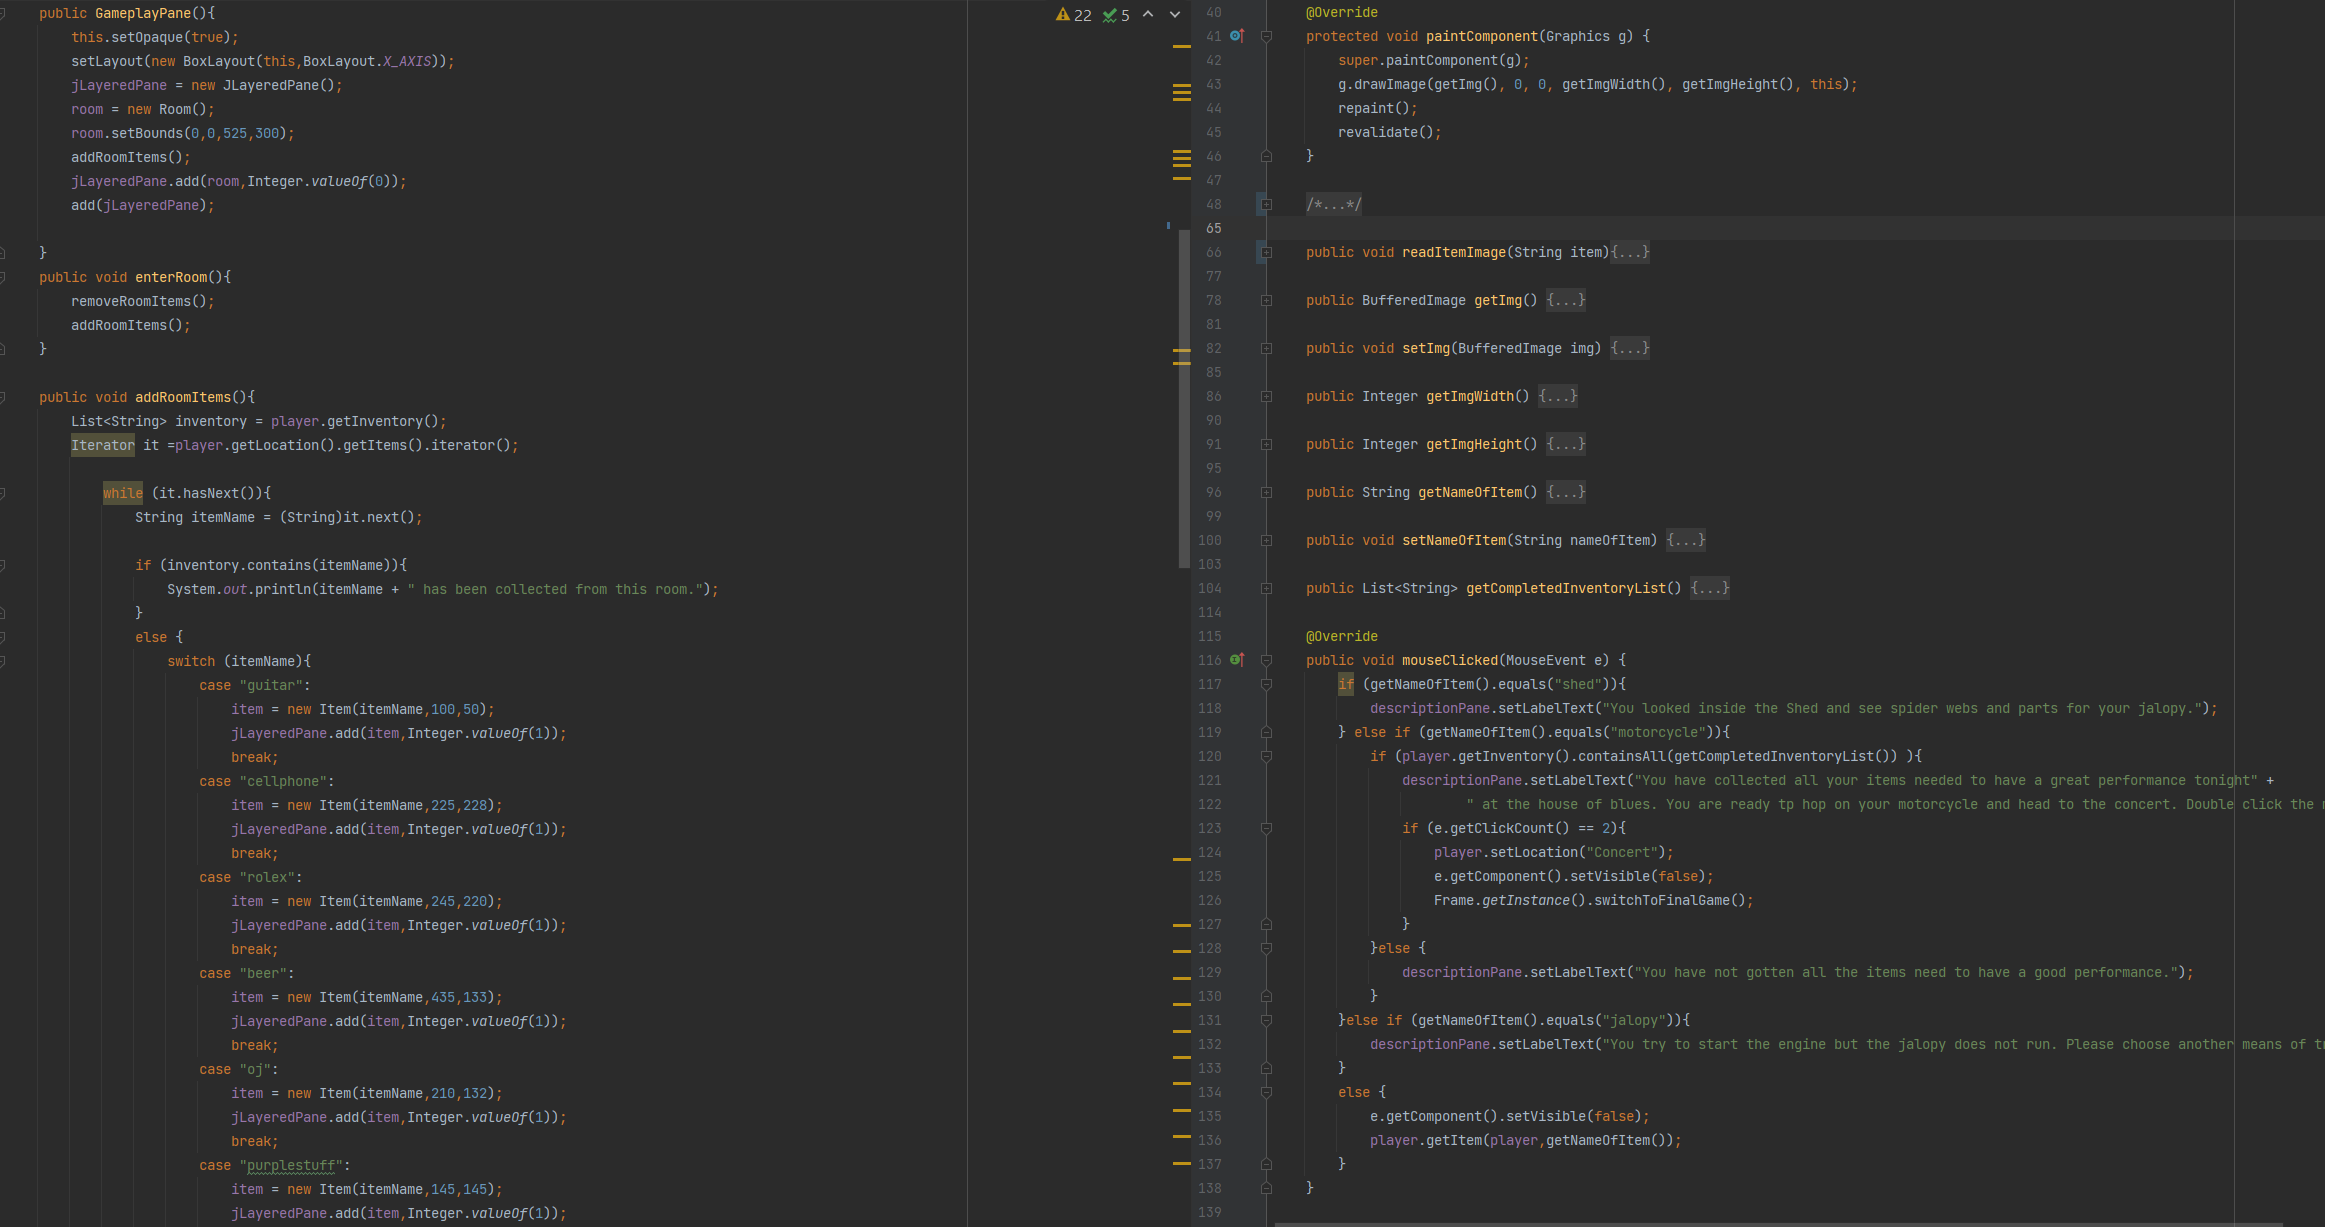 public GameplayPane(){
this.setOpaque(true);
setLayout(new BoxLayout(this,BoxLayout.X_AXIS));
jLayeredPane = new JLayeredPane();
room = new Room();
room.setBounds(0,0,525,300);
addRoomItems();
jLayeredPane.add(room,Integer.valueOf(0));
add(jLayeredPane);
}
public void enterRoom(){
removeRoomItems();
addRoomItems();
}
public void addRoomItems(){
List<String> inventory = player.getInventory();
Iterator it =player.getLocation().getItems().iterator();
while (it.hasNext()){
String itemName = (String)it.next();
if (inventory.contains(itemName)){
System.out.println(itemName + " has been collected from this room.");
}
else {
switch (itemName){
case "guitar":
item = new Item(itemName,100,50);
jLayeredPane.add(item,Integer.valueOf(1));
break;
case "cellphone":
item = new Item(itemName,225,228);
jLayeredPane.add(item,Integer.valueOf(1));
break;
case "rolex":
item = new Item(itemName,245,220);
jLayeredPane.add(item,Integer.valueOf(1));
break;
case "beer":
item = new Item(itemName,435,133);
jLayeredPane.add(item,Integer.valueOf(1));
break;
case "oj":
item = new Item(itemName,210,132);
jLayeredPane.add(item,Integer.valueOf(1));
break;
case "purplestuff":
item = new Item(itemName,145,145);
jLayeredPane.add(item,Integer.valueOf(1));
22 5
40 @Override
41 protected void paintComponent(Graphics g) {
42 super.paintComponent(g);
43 g.drawImage(getImg(), 0, 0, getImgWidth(), getImgHeight(), this);
44 repaint();
45 revalidate();
46 }
47
48 /*...*/
65
66 public void readItemImage(String item){...}
77
78 public BufferedImage getImg() {...}
81
82 public void setImg(BufferedImage img) {...}
85
86 public Integer getImgWidth() {...}
90
91 public Integer getImgHeight() {...}
95
96 public String getNameOfItem() {...}
99
100 public void setNameOfItem(String nameOfItem) {...}
103
104 public List<String> getCompletedInventoryList() {...}
114
115 @Override
116 public void mouseClicked(MouseEvent e) {
117 if (getNameOfItem().equals("shed")){
118 descriptionPane.setLabelText("You looked inside the Shed and see spider webs and parts for your jalopy.");
119 } else if (getNameOfItem().equals("motorcycle")){
120 if (player.getInventory().containsAll(getCompletedInventoryList()) ){
121 descriptionPane.setLabelText("You have collected all your items needed to have a great performance tonight" +
122 " at the house of blues. You are ready tp hop on your motorcycle and head to the concert. Double click the
123 if (e.getClickCount() == 2){
124 player.setLocation("Concert");
125 e.getComponent().setVisible(false);
126 Frame.getInstance().switchToFinalGame();
127 }
128 }else {
129 descriptionPane.setLabelText("You have not gotten all the items need to have a good performance.");
130 }
131 }else if (getNameOfItem().equals("jalopy")){
132 descriptionPane.setLabelText("You try to start the engine but the jalopy does not run. Please choose another means of
133 }
134 else {
135 e.getComponent().setVisible(false);
136 player.getItem(player,getNameOfItem());
137 }
138 }
139